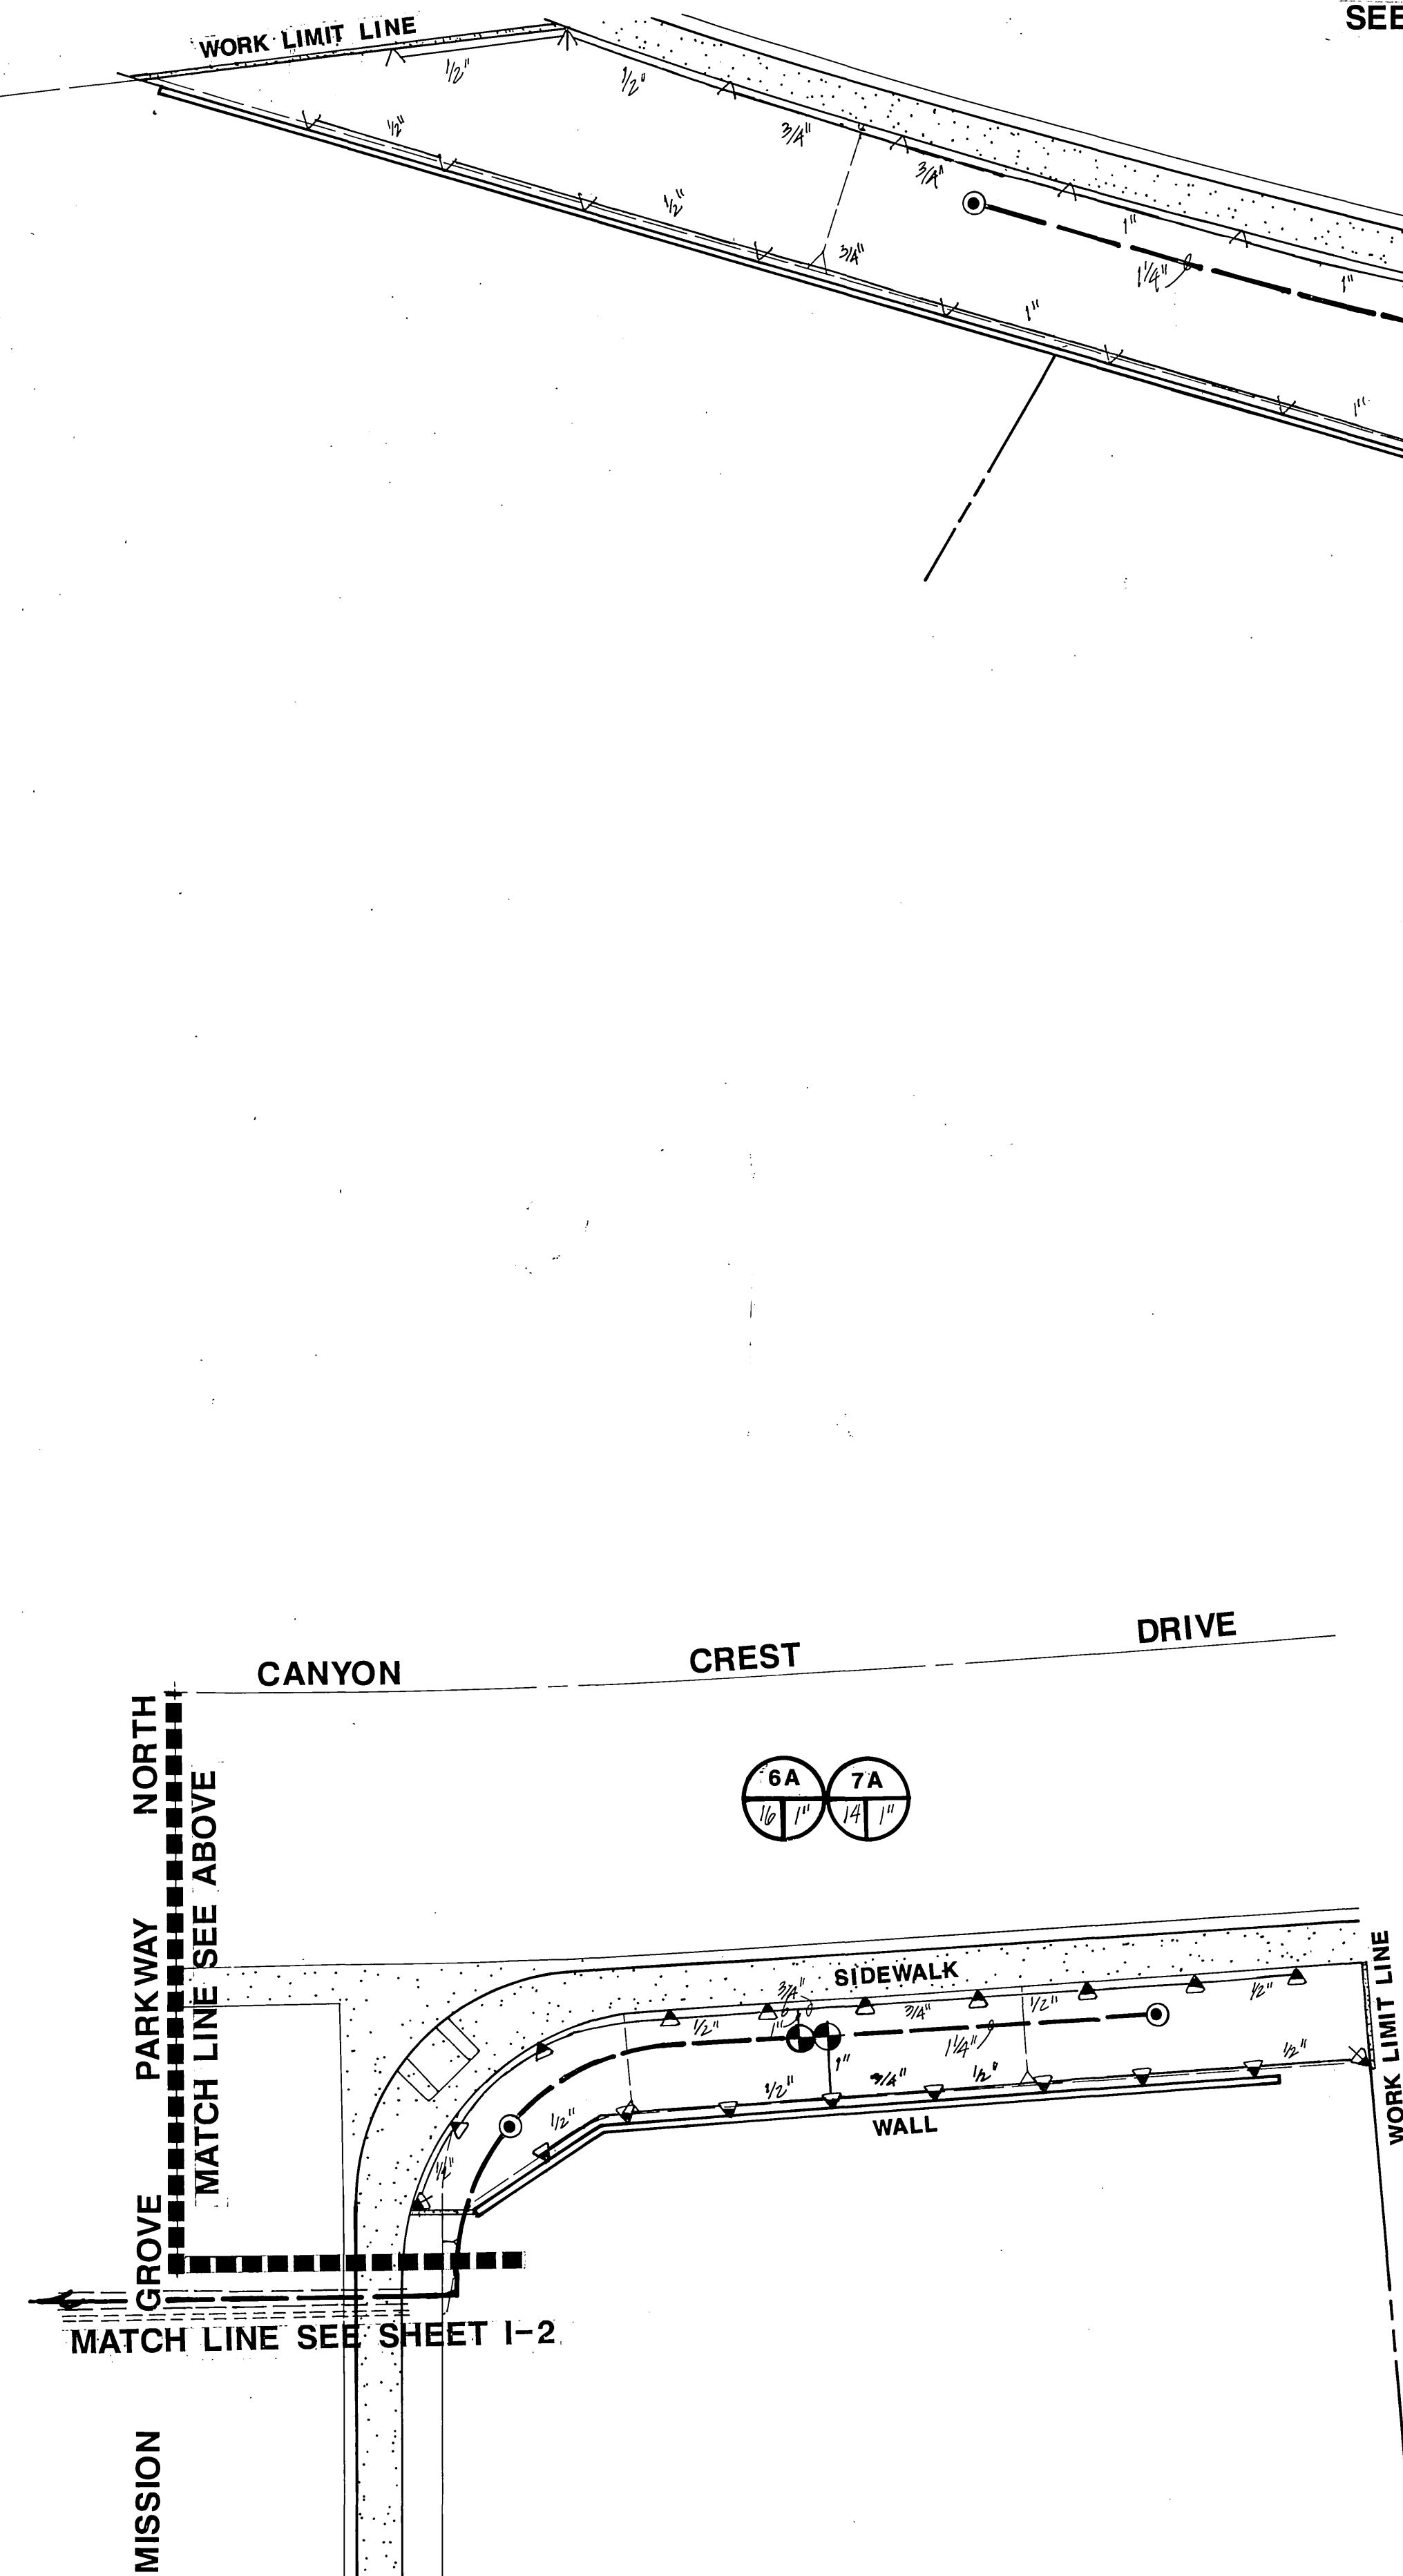 SEE
WORK LIMIT LINE
1/2"
1/2"
1/2"
3/4"
3/4"
1/2"
1"
3/4"
1 1/4"
1"
1"
1"
CANYON CREST DRIVE
NORTH
PARKWAY
GROVE
MISSION
MATCH LINE SEE ABOVE
6A
16 1"
7A
14 1"
SIDEWALK
3/4"
1/2"
1"
3/4"
1/2"
1/2"
1 1/4"
1"
1/2"
3/4"
1/2"
1/2"
WALL
1/2"
1/2"
WORK LIMIT LINE
MATCH LINE SEE SHEET I-2